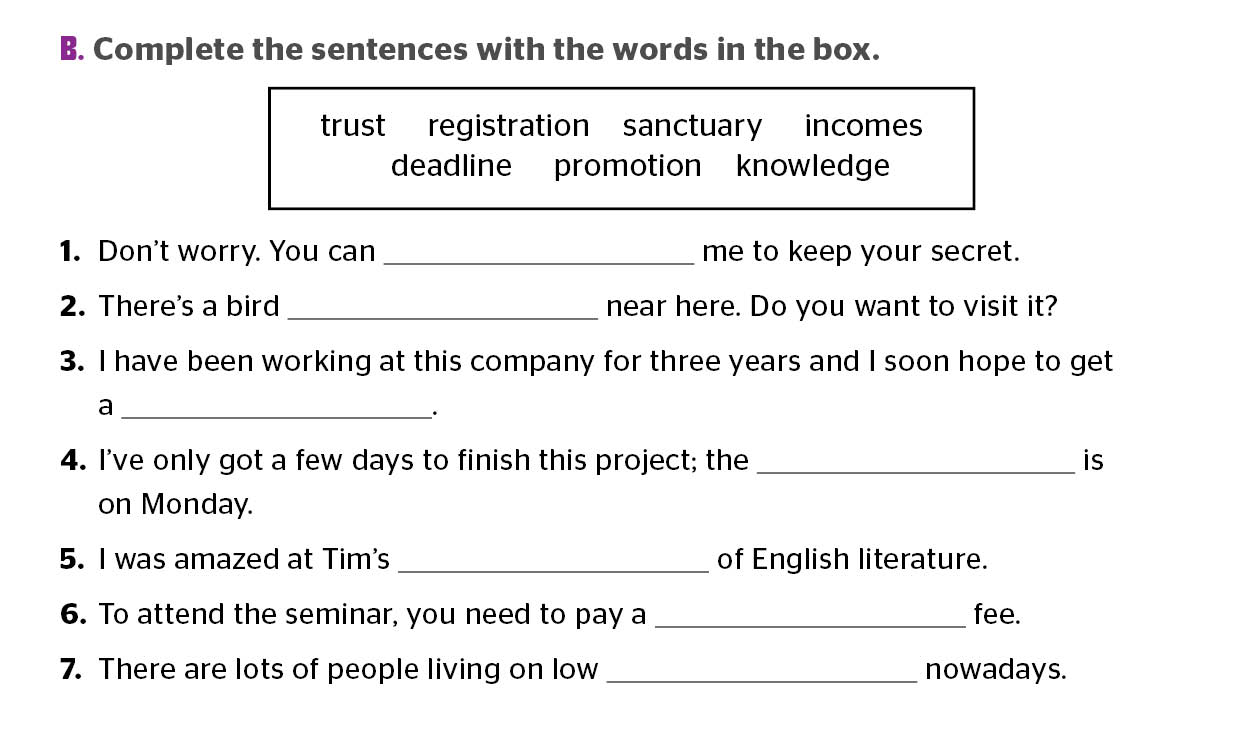 B. Complete the sentences with the words in the box.
trust registration sanctuary incomes
deadline promotion knowledge
1. Don’t worry. You can ____________________ me to keep your secret.
2. There’s a bird ____________________ near here. Do you want to visit it?
3. I have been working at this company for three years and I soon hope to get
a ____________________.
4. I’ve only got a few days to finish this project; the ____________________ is
on Monday.
5. I was amazed at Tim’s ____________________ of English literature.
6. To attend the seminar, you need to pay a ____________________ fee.
7. There are lots of people living on low ____________________ nowadays.